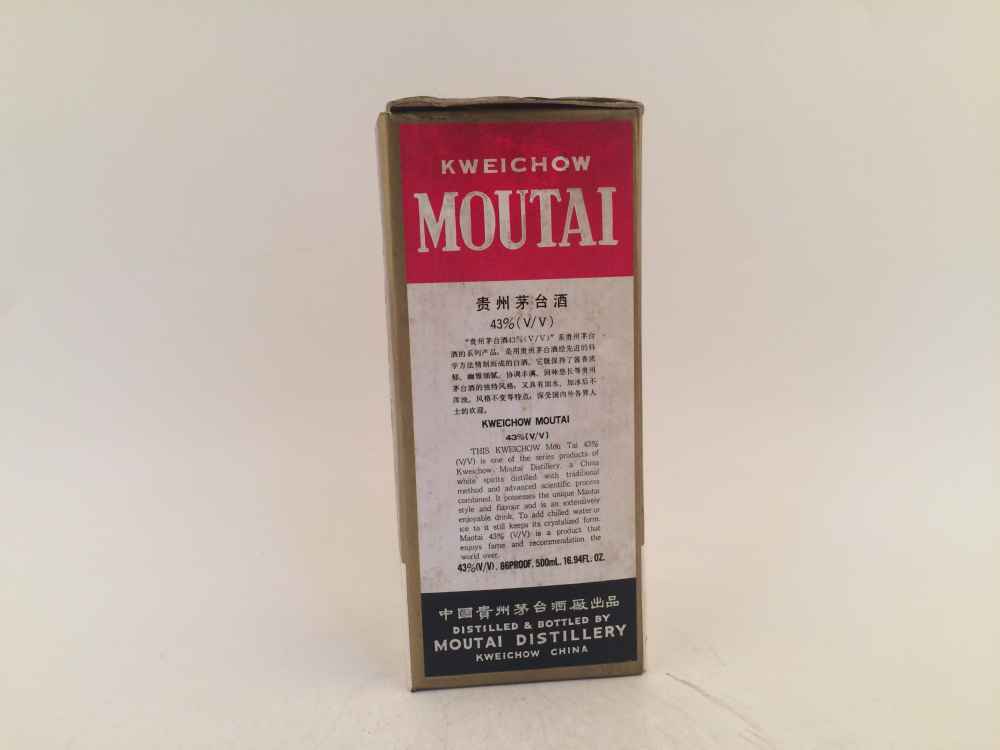 KWEICHOW
MOUTAI
贵州茅台酒
43%(V/V)
“贵州茅台酒43%(V/V)”系贵州茅台
酒的系列产品，是用贵州茅台酒经先进的科
学方法精制而成的白酒。它既保持了酱香浓
郁、幽雅细腻、协调丰满、回味悠长等贵州
茅台酒的独特风格，又具有加水、加冰后不
浑浊，风格不变等特点，深受国内外各界人
士的欢迎。
KWEICHOW MOUTAI
43%(V/V)
THIS KWEICHOW Mou Tai 43%
(V/V) is one of the series products of
Kweichow, Moutai Distillery, a China
white spirits distilled with traditional
method and advanced scientific process
combined. It possesses the unique Maotai
style and flavour and is an extensively
enjoyable drink. To add chilled water or
ice to it still keeps its crystalized form.
Maotai 43% (V/V) is a product that
enjoys fame and recommendation the
world over.
43%(V/V). 86PROOF. 500mL. 16.94FL. OZ.
中國貴州茅台酒廠出品
DISTILLED & BOTTLED BY
MOUTAI DISTILLERY
KWEICHOW CHINA